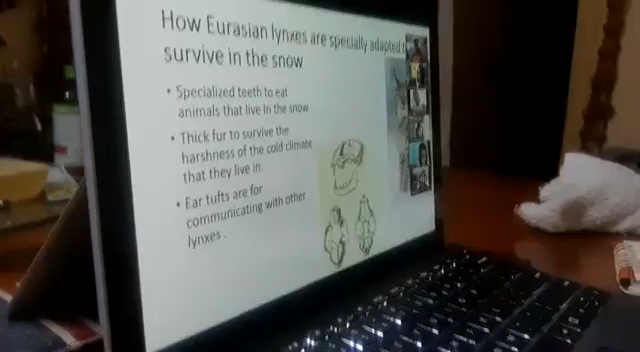 How Eurasian lynxes are specially adapted t
survive in the snow
• Specialized teeth to eat
animals that live in the snow
• Thick fur to survive the
harshness of the cold climate
that they live in.
• Ear tufts are for
communicating with other
lynxes .